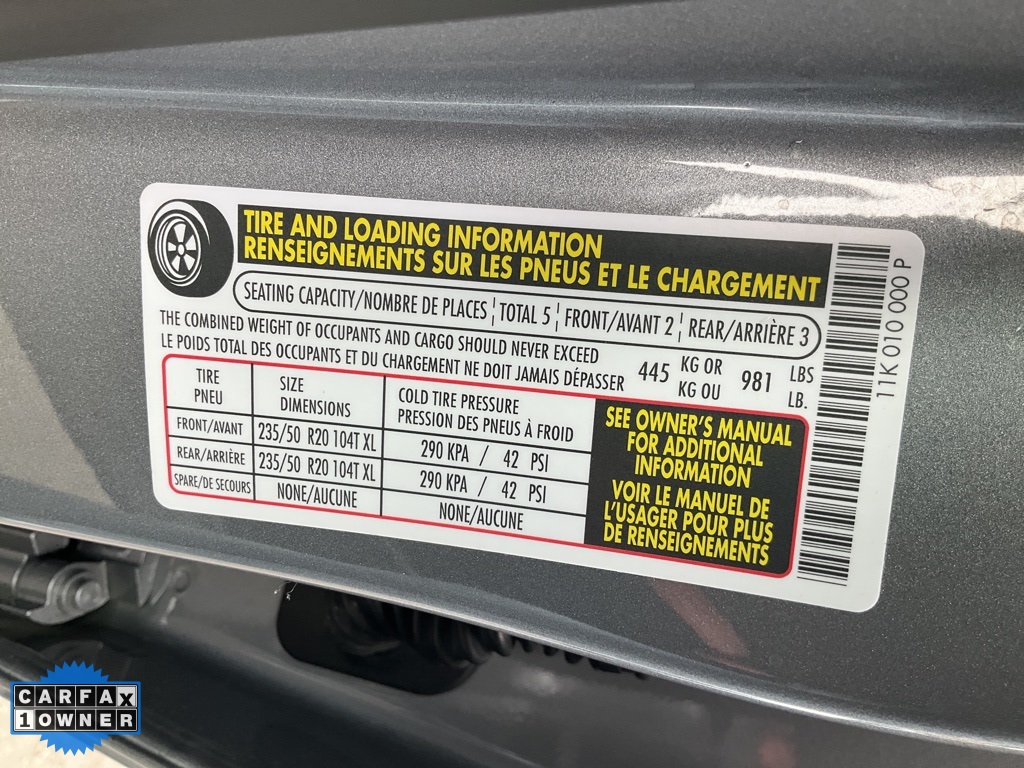 TIRE AND LOADING INFORMATION
RENSEIGNEMENTS SUR LES PNEUS ET LE CHARGEMENT
SEATING CAPACITY/NOMBRE DE PLACES TOTAL 5 FRONT/AVANT 2 REAR/ARRIÈRE 3
THE COMBINED WEIGHT OF OCCUPANTS AND CARGO SHOULD NEVER EXCEED
LE POIDS TOTAL DES OCCUPANTS ET DU CHARGEMENT NE DOIT JAMAIS DÉPASSER
445 KG OR 981 LBS
KG OU LB.
TIRE SIZE COLD TIRE PRESSURE
PNEU DIMENSIONS PRESSION DES PNEUS À FROID
FRONT/AVANT 235/50 R20 104T XL 290 KPA / 42 PSI
REAR/ARRIÈRE 235/50 R20 104T XL 290 KPA / 42 PSI
SPARE/DE SECOURS NONE/AUCUNE NONE/AUCUNE
SEE OWNER'S MANUAL
FOR ADDITIONAL
INFORMATION
VOIR LE MANUEL DE
L'USAGER POUR PLUS
DE RENSEIGNEMENTS
11K 010 000 P
CARFAX
1 OWNER